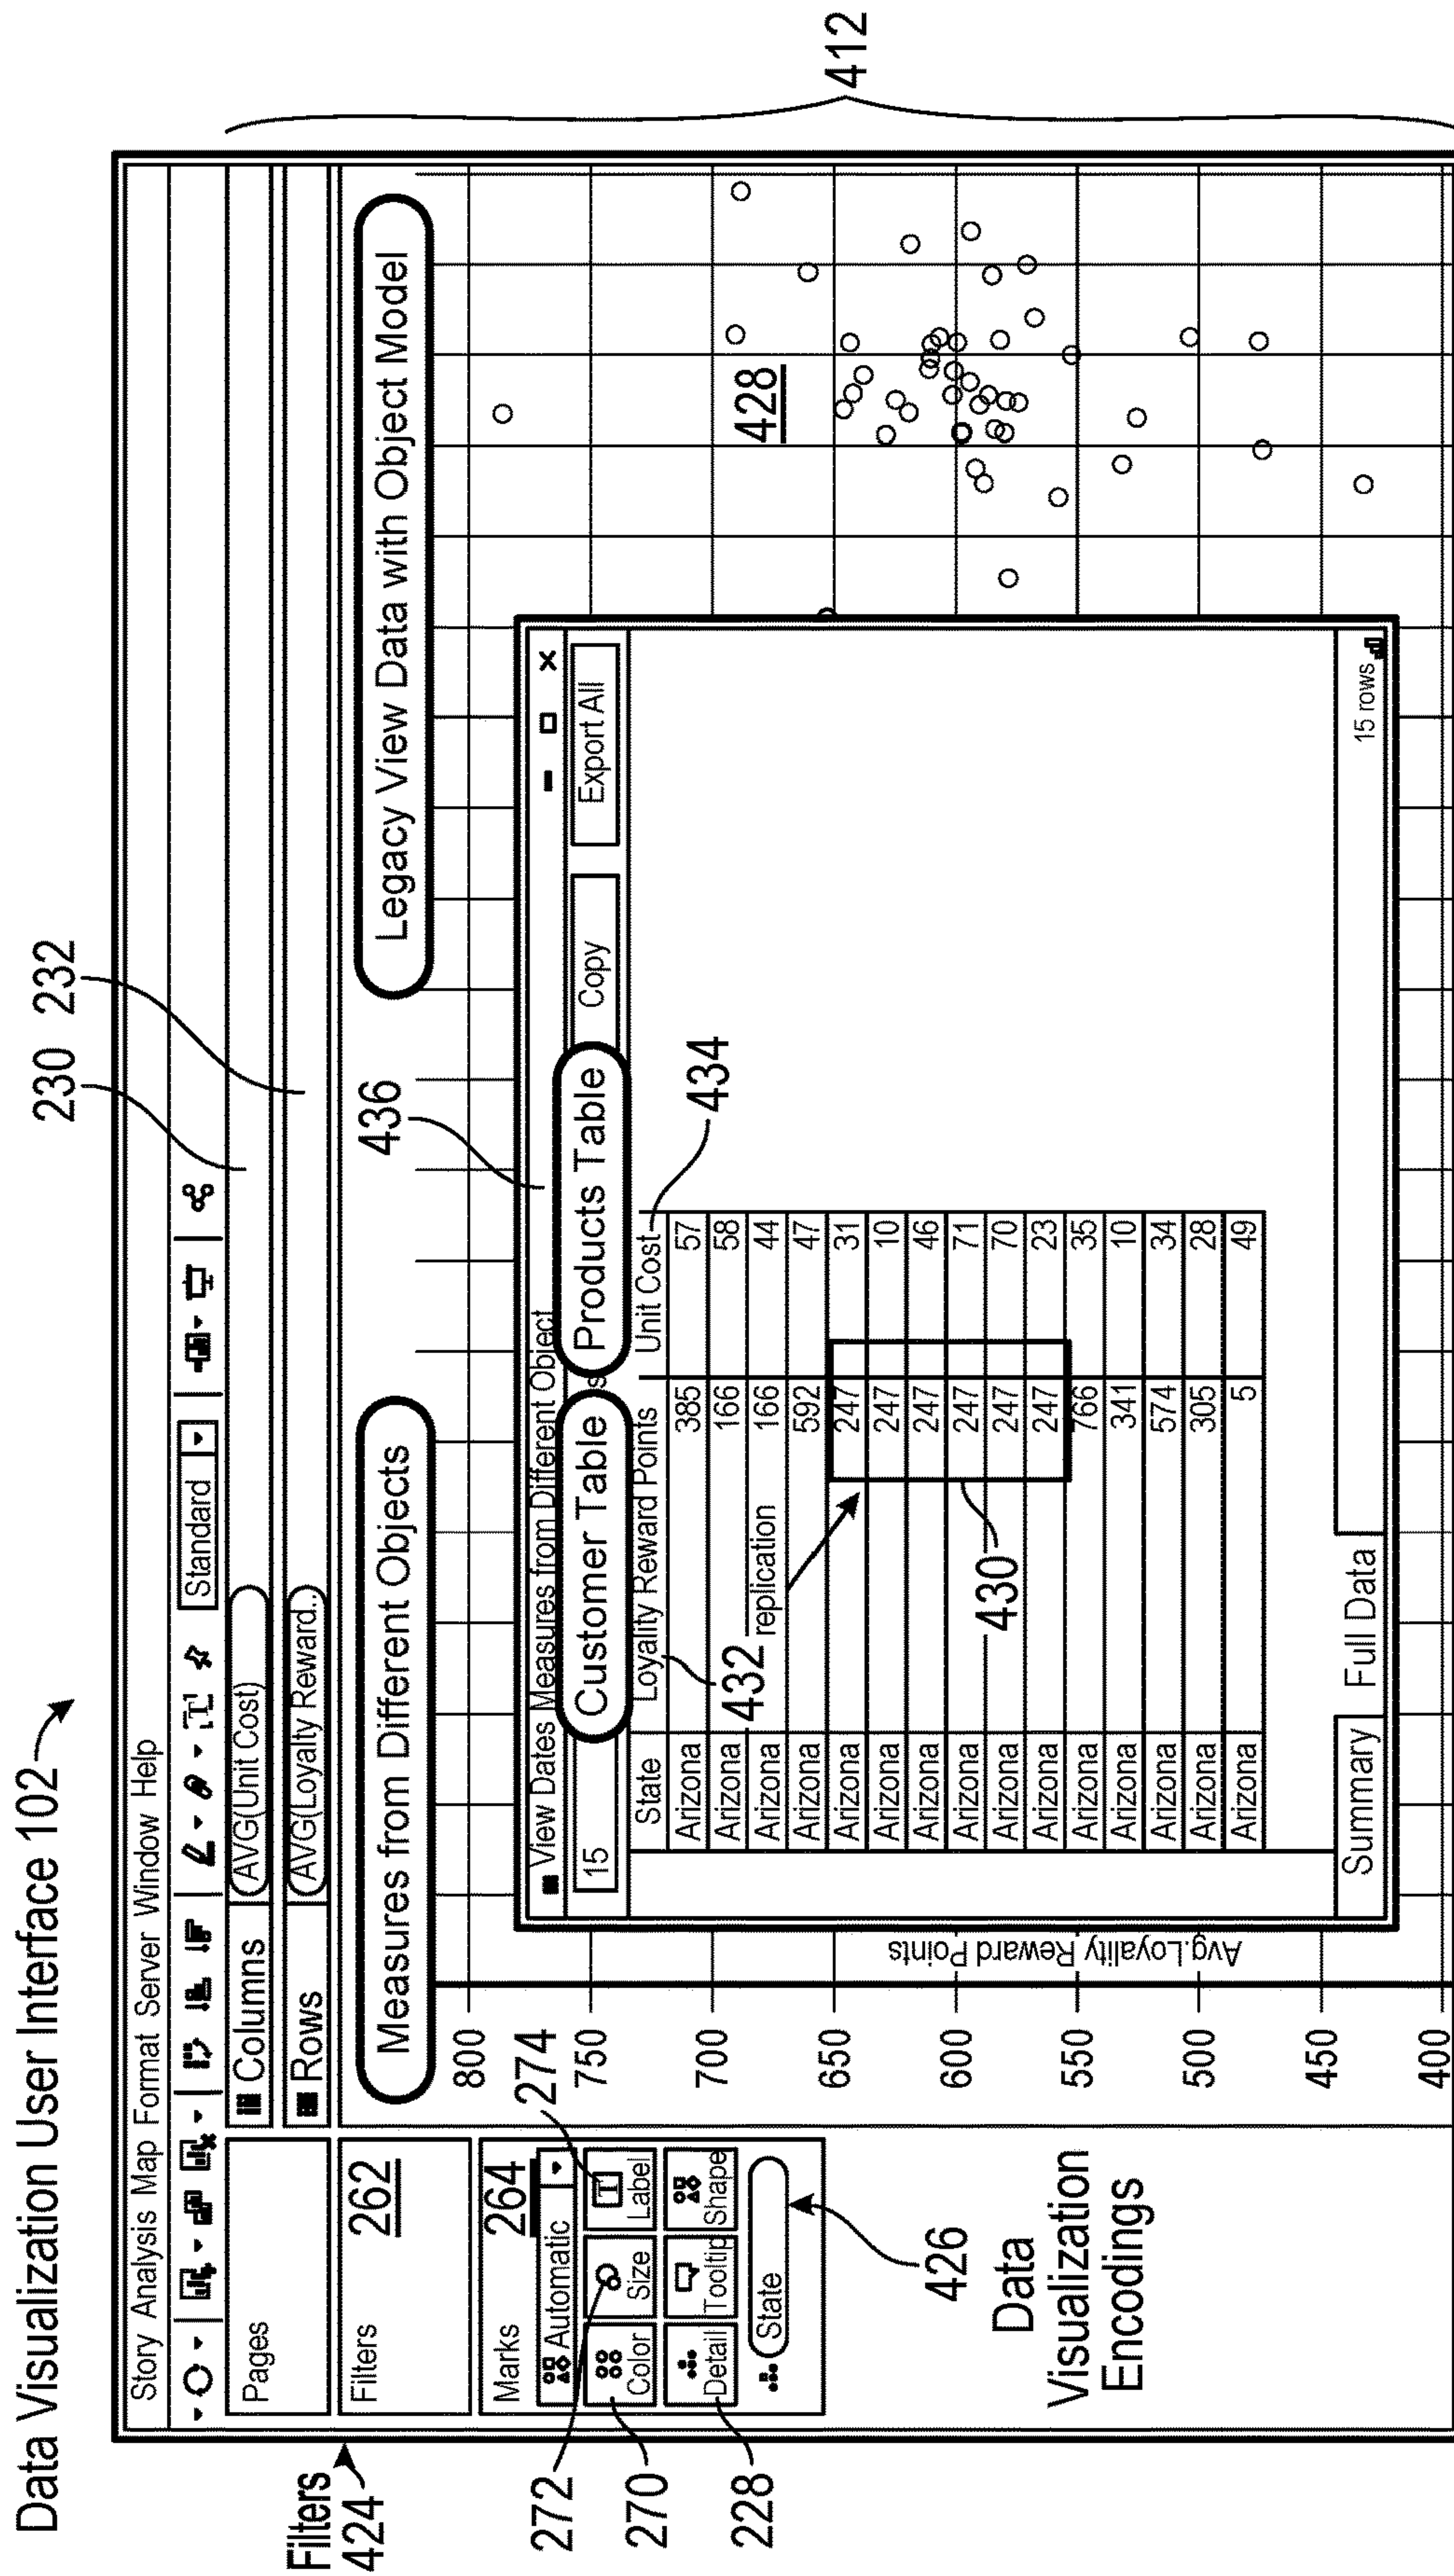 Data Visualization User Interface 102
230 232
412
Story Analysis Map Format Server Window Help
Standard
Pages
Columns AVG(Unit Cost)
Rows AVG(Loyalty Reward..
Filters
424
Filters
262
Measures from Different Objects
Legacy View Data with Object Model
436
Marks
264
Automatic
274
272
270
228
Color Size Label
Detail Tooltip Shape
State
426
Data
Visualization
Encodings
800
750
700
650
600
550
500
450
400
Avg.Loyality Reward Points
428
View Dates Measures from Different Object
15 Customer Table s Products Table Copy Export All
State Loyality Reward Points Unit Cost
434
432
replication
430
Arizona 385 57
Arizona 166 58
Arizona 166 44
Arizona 592 47
Arizona 247 31
Arizona 247 10
Arizona 247 46
Arizona 247 71
Arizona 247 70
Arizona 247 23
Arizona 766 35
Arizona 341 10
Arizona 574 34
Arizona 305 28
Arizona 5 49
Summary Full Data
15 rows